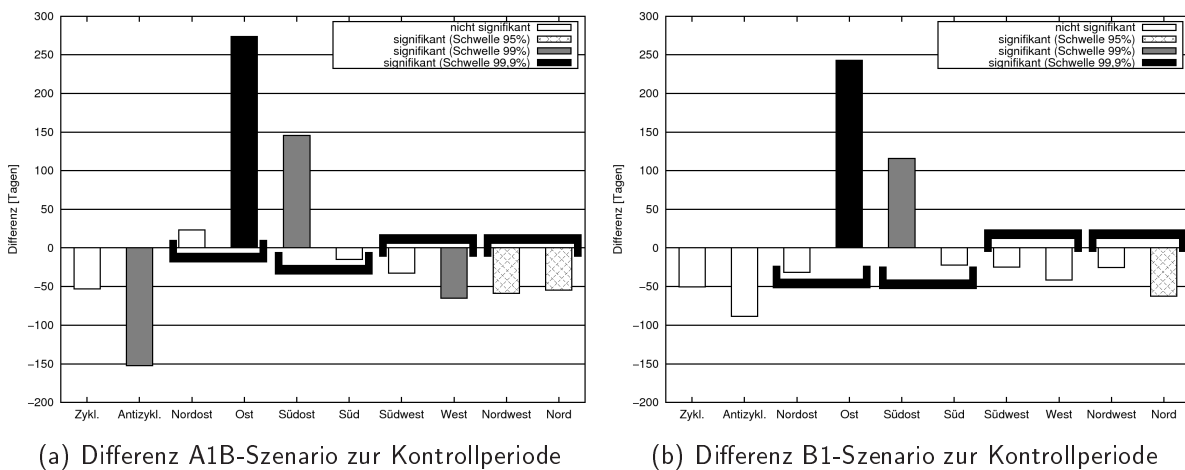 300
250
200
150
100
50
0
−50
−100
−150
−200
Differenz [Tagen]
nicht signifikant
signifikant (Schwelle 95%)
signifikant (Schwelle 99%)
signifikant (Schwelle 99,9%)
Zykl. Antizykl. Nordost Ost Südost Süd Südwest West Nordwest Nord
(a) Differenz A1B-Szenario zur Kontrollperiode
300
250
200
150
100
50
0
−50
−100
−150
−200
Differenz [Tagen]
nicht signifikant
signifikant (Schwelle 95%)
signifikant (Schwelle 99%)
signifikant (Schwelle 99,9%)
Zykl. Antizykl. Nordost Ost Südost Süd Südwest West Nordwest Nord
(b) Differenz B1-Szenario zur Kontrollperiode